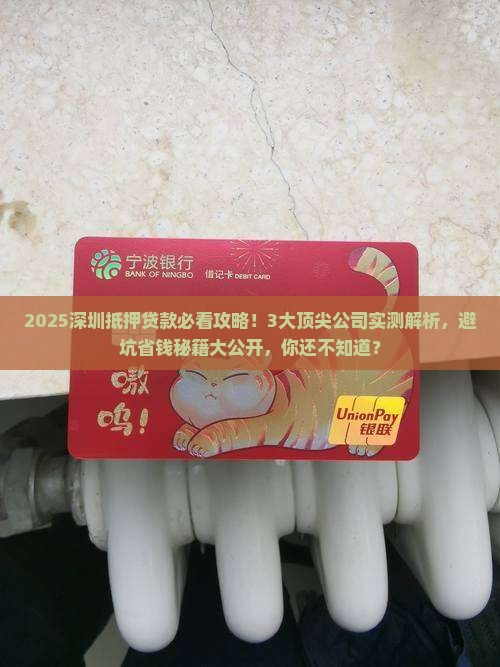 宁波银行
BANK OF NINGBO
借记卡 DEBIT CARD
2025深圳抵押贷款必看攻略！3大顶尖公司实测解析，避
坑省钱秘籍大公开，你还不知道？
嗷
呜！
UnionPay
银联